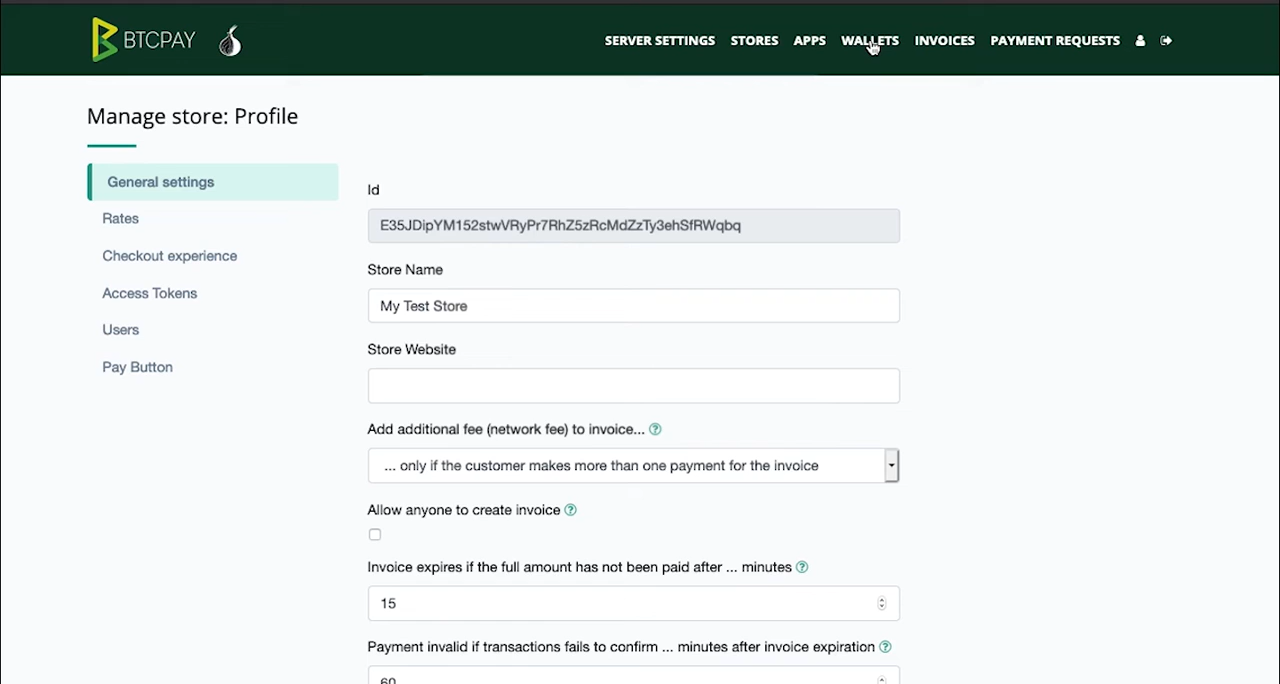 BTCPAY
SERVER SETTINGS STORES APPS WALLETS INVOICES PAYMENT REQUESTS
Manage store: Profile
General settings
Rates
Checkout experience
Access Tokens
Users
Pay Button
Id
E35JDipYM152stwVRyPr7RhZ5zRcMdZzTy3ehSfRWqbq
Store Name
My Test Store
Store Website
Add additional fee (network fee) to invoice... ?
... only if the customer makes more than one payment for the invoice
Allow anyone to create invoice ?
Invoice expires if the full amount has not been paid after ... minutes ?
15
Payment invalid if transactions fails to confirm ... minutes after invoice expiration ?
60